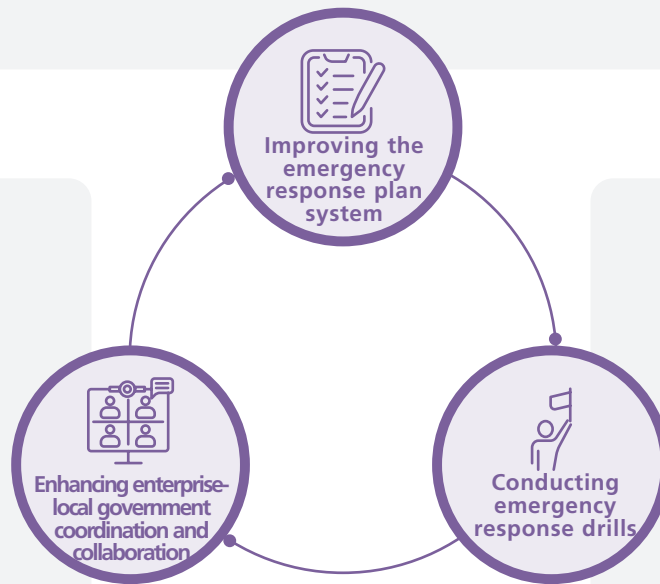 Improving the
emergency
response plan
system
Enhancing enterprise-
local government
coordination and
collaboration
Conducting
emergency
response drills